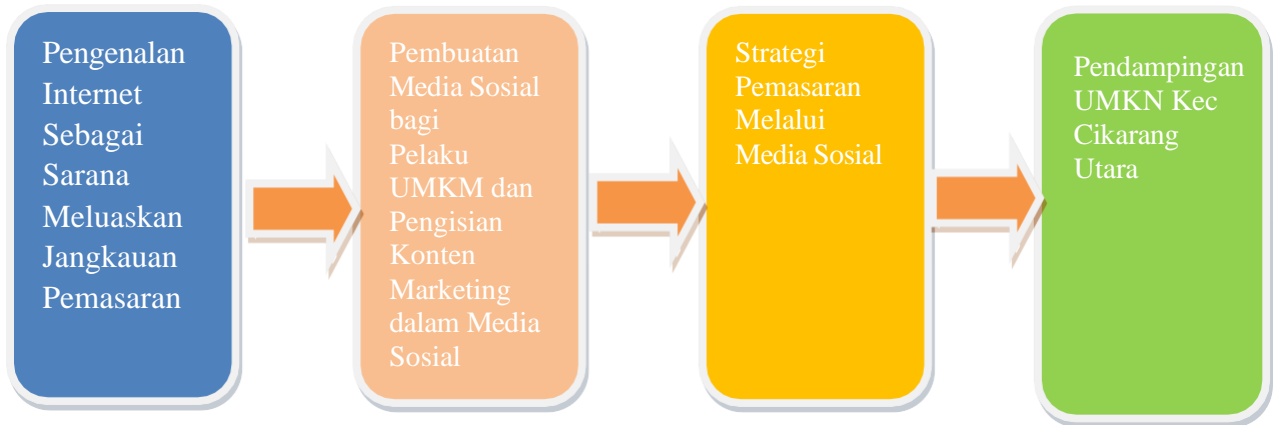 Pengenalan
Internet
Sebagai
Sarana
Meluaskan
Jangkauan
Pemasaran
Pembuatan
Media Sosial
bagi
Pelaku
UMKM dan
Pengisian
Konten
Marketing
dalam Media
Sosial
Strategi
Pemasaran
Melalui
Media Sosial
Pendampingan
UMKN Kec
Cikarang
Utara